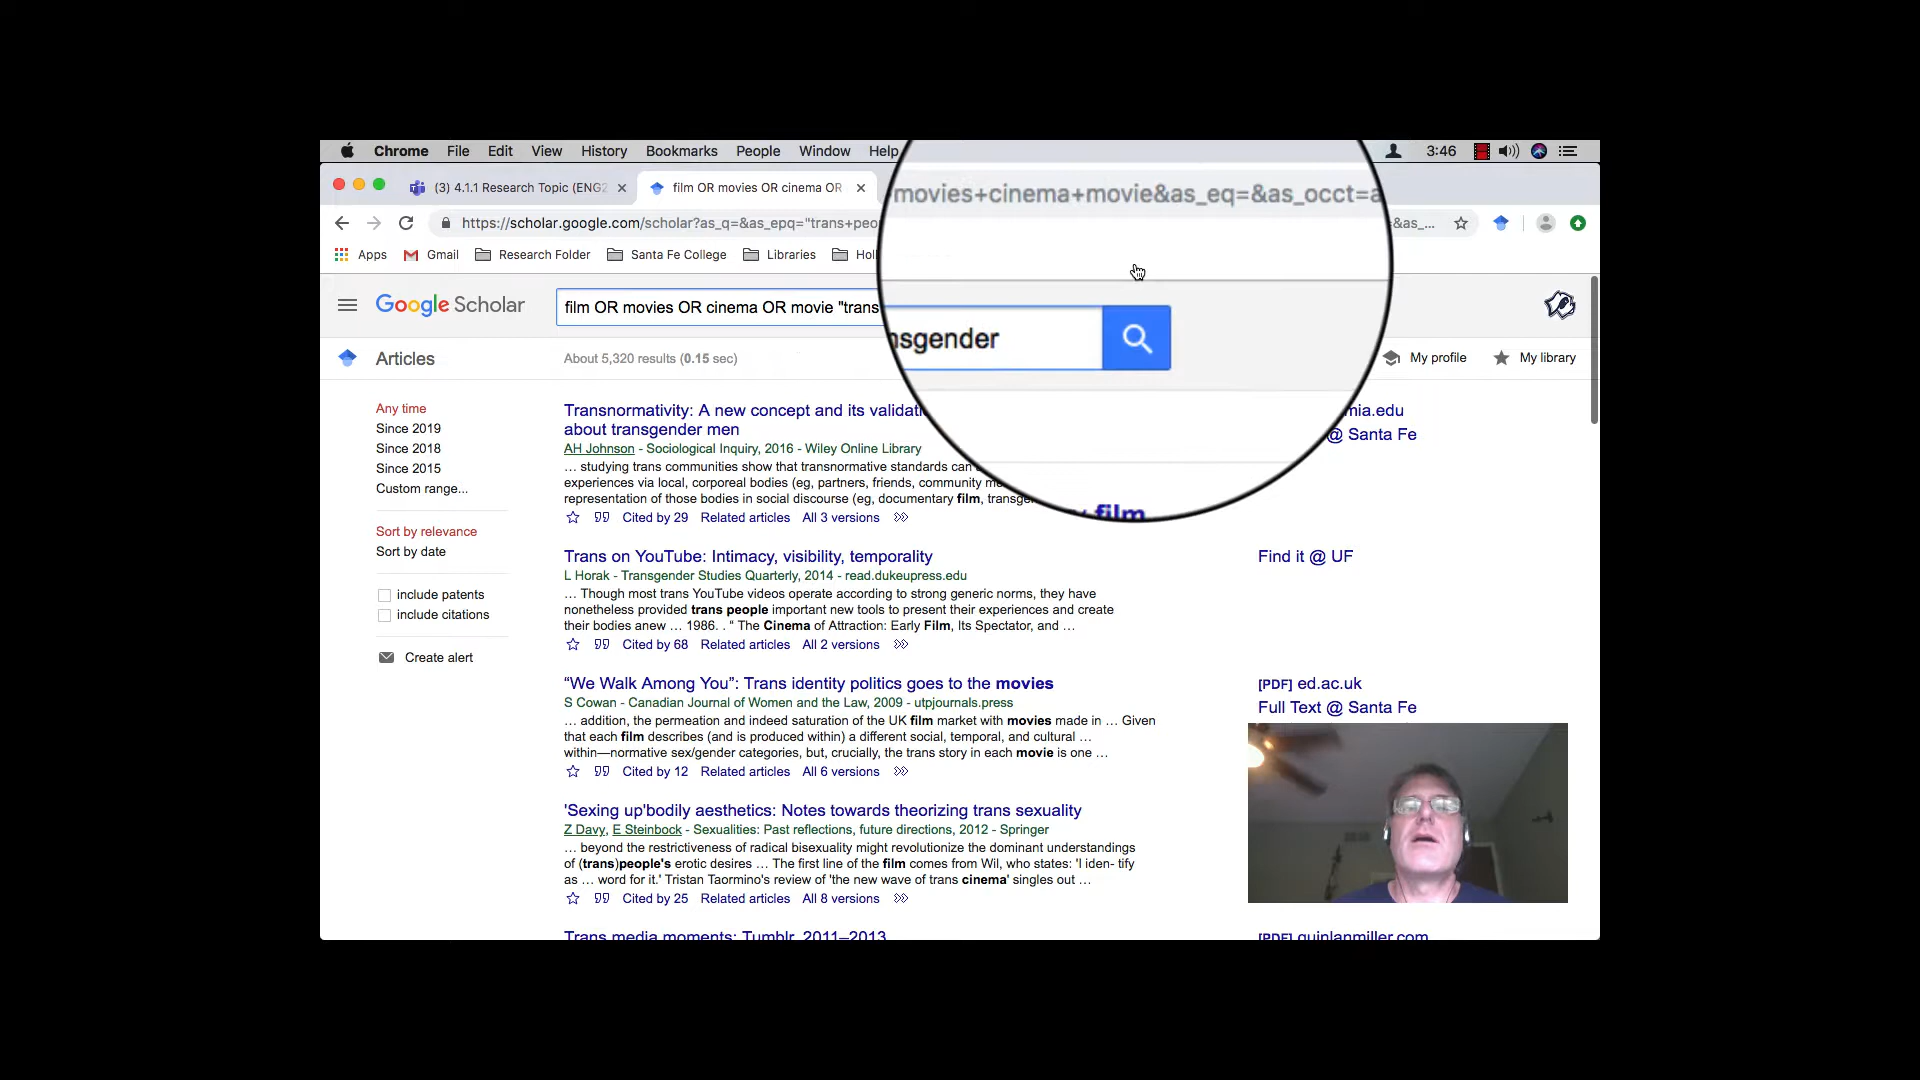 Chrome File Edit View History Bookmarks People Window Help 3:46
(3) 4.1.1 Research Topic (ENG2 film OR movies OR cinema OR
https://scholar.google.com/scholar?as_q=&as_epq="trans+peo movies+cinema+movie&as_eq=&as_occt=a &as_...
Apps Gmail Research Folder Santa Fe College Libraries
Google Scholar film OR movies OR cinema OR movie "trans nsgender
Articles About 5,320 results (0.15 sec) My profile My library
Any time
Since 2019
Since 2018
Since 2015
Custom range...
Sort by relevance
Sort by date
include patents
include citations
Create alert
Transnormativity: A new concept and its validati
about transgender men
AH Johnson - Sociological Inquiry, 2016 - Wiley Online Library
… studying trans communities show that transnormative standards can
experiences via local, corporeal bodies (eg, partners, friends, community m
representation of those bodies in social discourse (eg, documentary film, transge
Cited by 29 Related articles All 3 versions
film
mia.edu
@ Santa Fe
Trans on YouTube: Intimacy, visibility, temporality
L Horak - Transgender Studies Quarterly, 2014 - read.dukeupress.edu
… Though most trans YouTube videos operate according to strong generic norms, they have
nonetheless provided trans people important new tools to present their experiences and create
their bodies anew … 1986. . “ The Cinema of Attraction: Early Film, Its Spectator, and …
Cited by 68 Related articles All 2 versions
Find it @ UF
“We Walk Among You”: Trans identity politics goes to the movies
S Cowan - Canadian Journal of Women and the Law, 2009 - utpjournals.press
… addition, the permeation and indeed saturation of the UK film market with movies made in … Given
that each film describes (and is produced within) a different social, temporal, and cultural …
within—normative sex/gender categories, but, crucially, the trans story in each movie is one …
Cited by 12 Related articles All 6 versions
[PDF] ed.ac.uk
Full Text @ Santa Fe
'Sexing up'bodily aesthetics: Notes towards theorizing trans sexuality
Z Davy, E Steinbock - Sexualities: Past reflections, future directions, 2012 - Springer
… beyond the restrictiveness of radical bisexuality might revolutionize the dominant understandings
of (trans)people's erotic desires … The first line of the film comes from Wil, who states: 'I iden- tify
as … word for it.' Tristan Taormino's review of 'the new wave of trans cinema' singles out …
Cited by 25 Related articles All 8 versions
Trans media moments: Tumblr, 2011–2013
[PDF] quinlanmiller.com